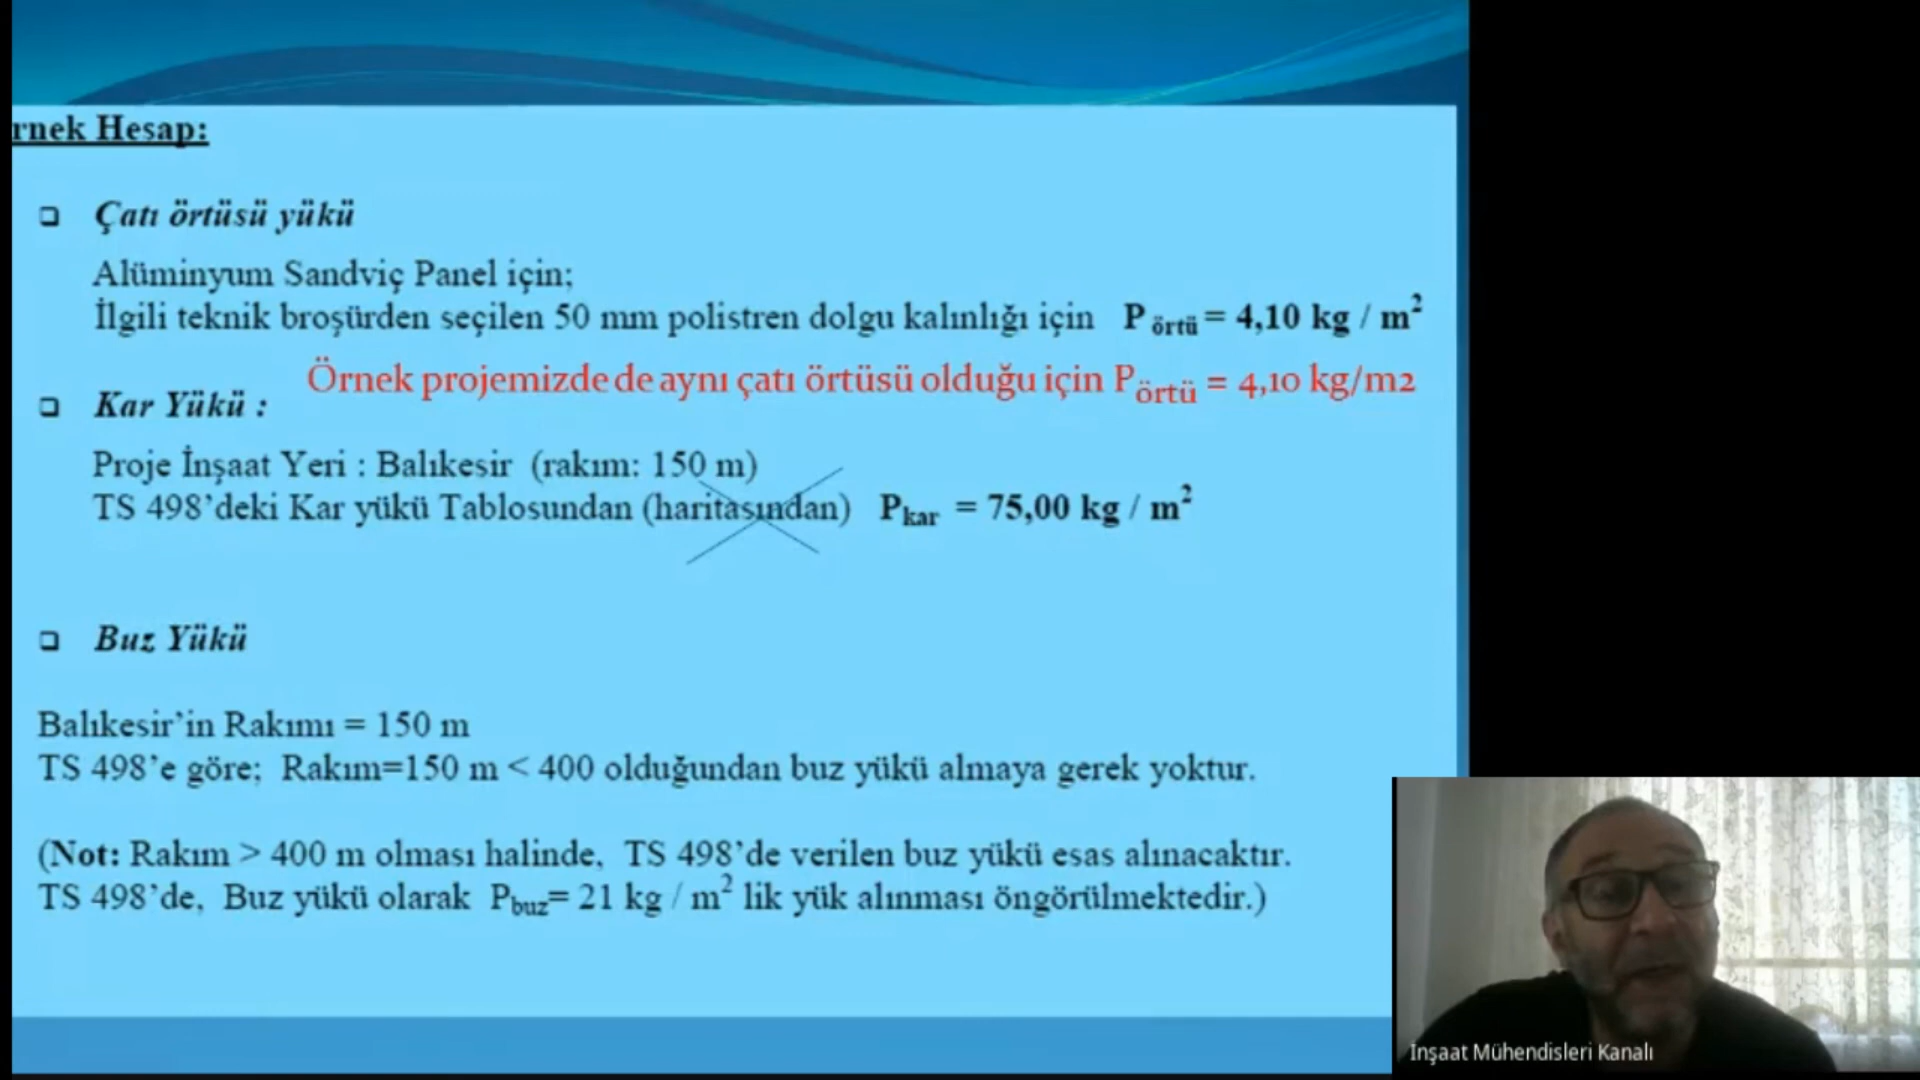 rnek Hesap:
Çatı örtüsü yükü
Alüminyum Sandviç Panel için;
İlgili teknik broşürden seçilen 50 mm polistren dolgu kalınlığı için P örtü = 4,10 kg / m²
Örnek projemizde de aynı çatı örtüsü olduğu için Pörtü = 4,10 kg/m2
Kar Yükü :
Proje İnşaat Yeri : Balıkesir (rakım: 150 m)
TS 498’deki Kar yükü Tablosundan (haritasından) Pkar = 75,00 kg / m²
Buz Yükü
Balıkesir’in Rakımı = 150 m
TS 498’e göre; Rakım=150 m < 400 olduğundan buz yükü almaya gerek yoktur.
(Not: Rakım > 400 m olması halinde, TS 498’de verilen buz yükü esas alınacaktır.
TS 498’de, Buz yükü olarak Pbuz= 21 kg / m² lik yük alınması öngörülmektedir.)
İnşaat Mühendisleri Kanalı